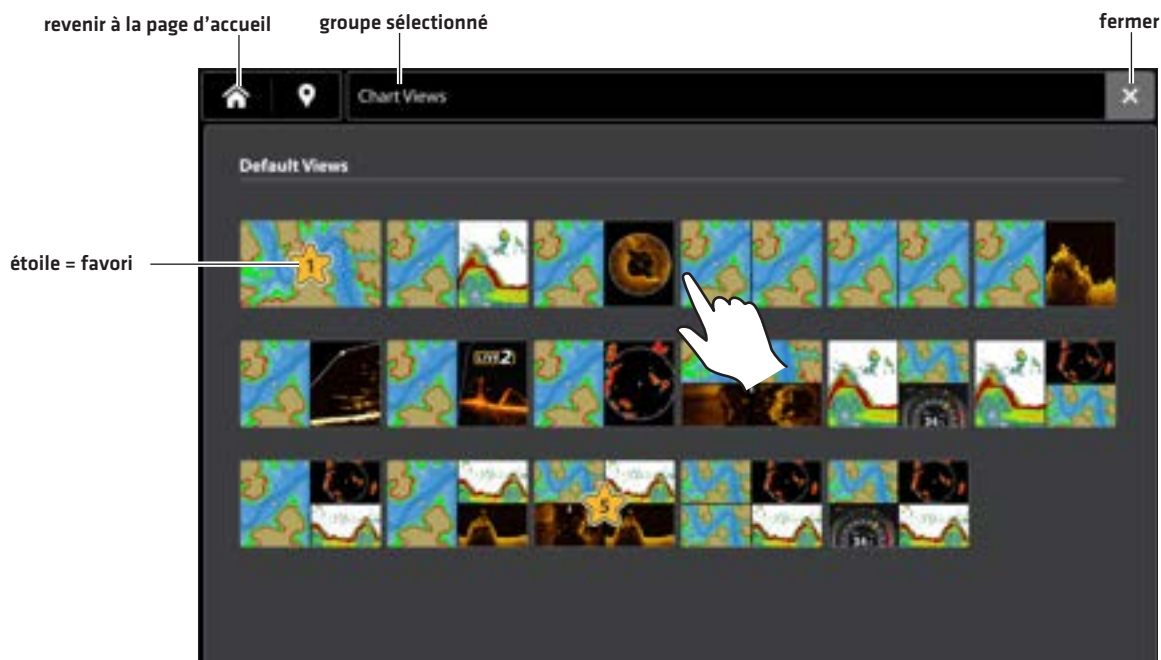 revenir à la page d'accueil
groupe sélectionné
fermer
Chart Views
Default Views
étoile = favori
1
LIVE 2
5